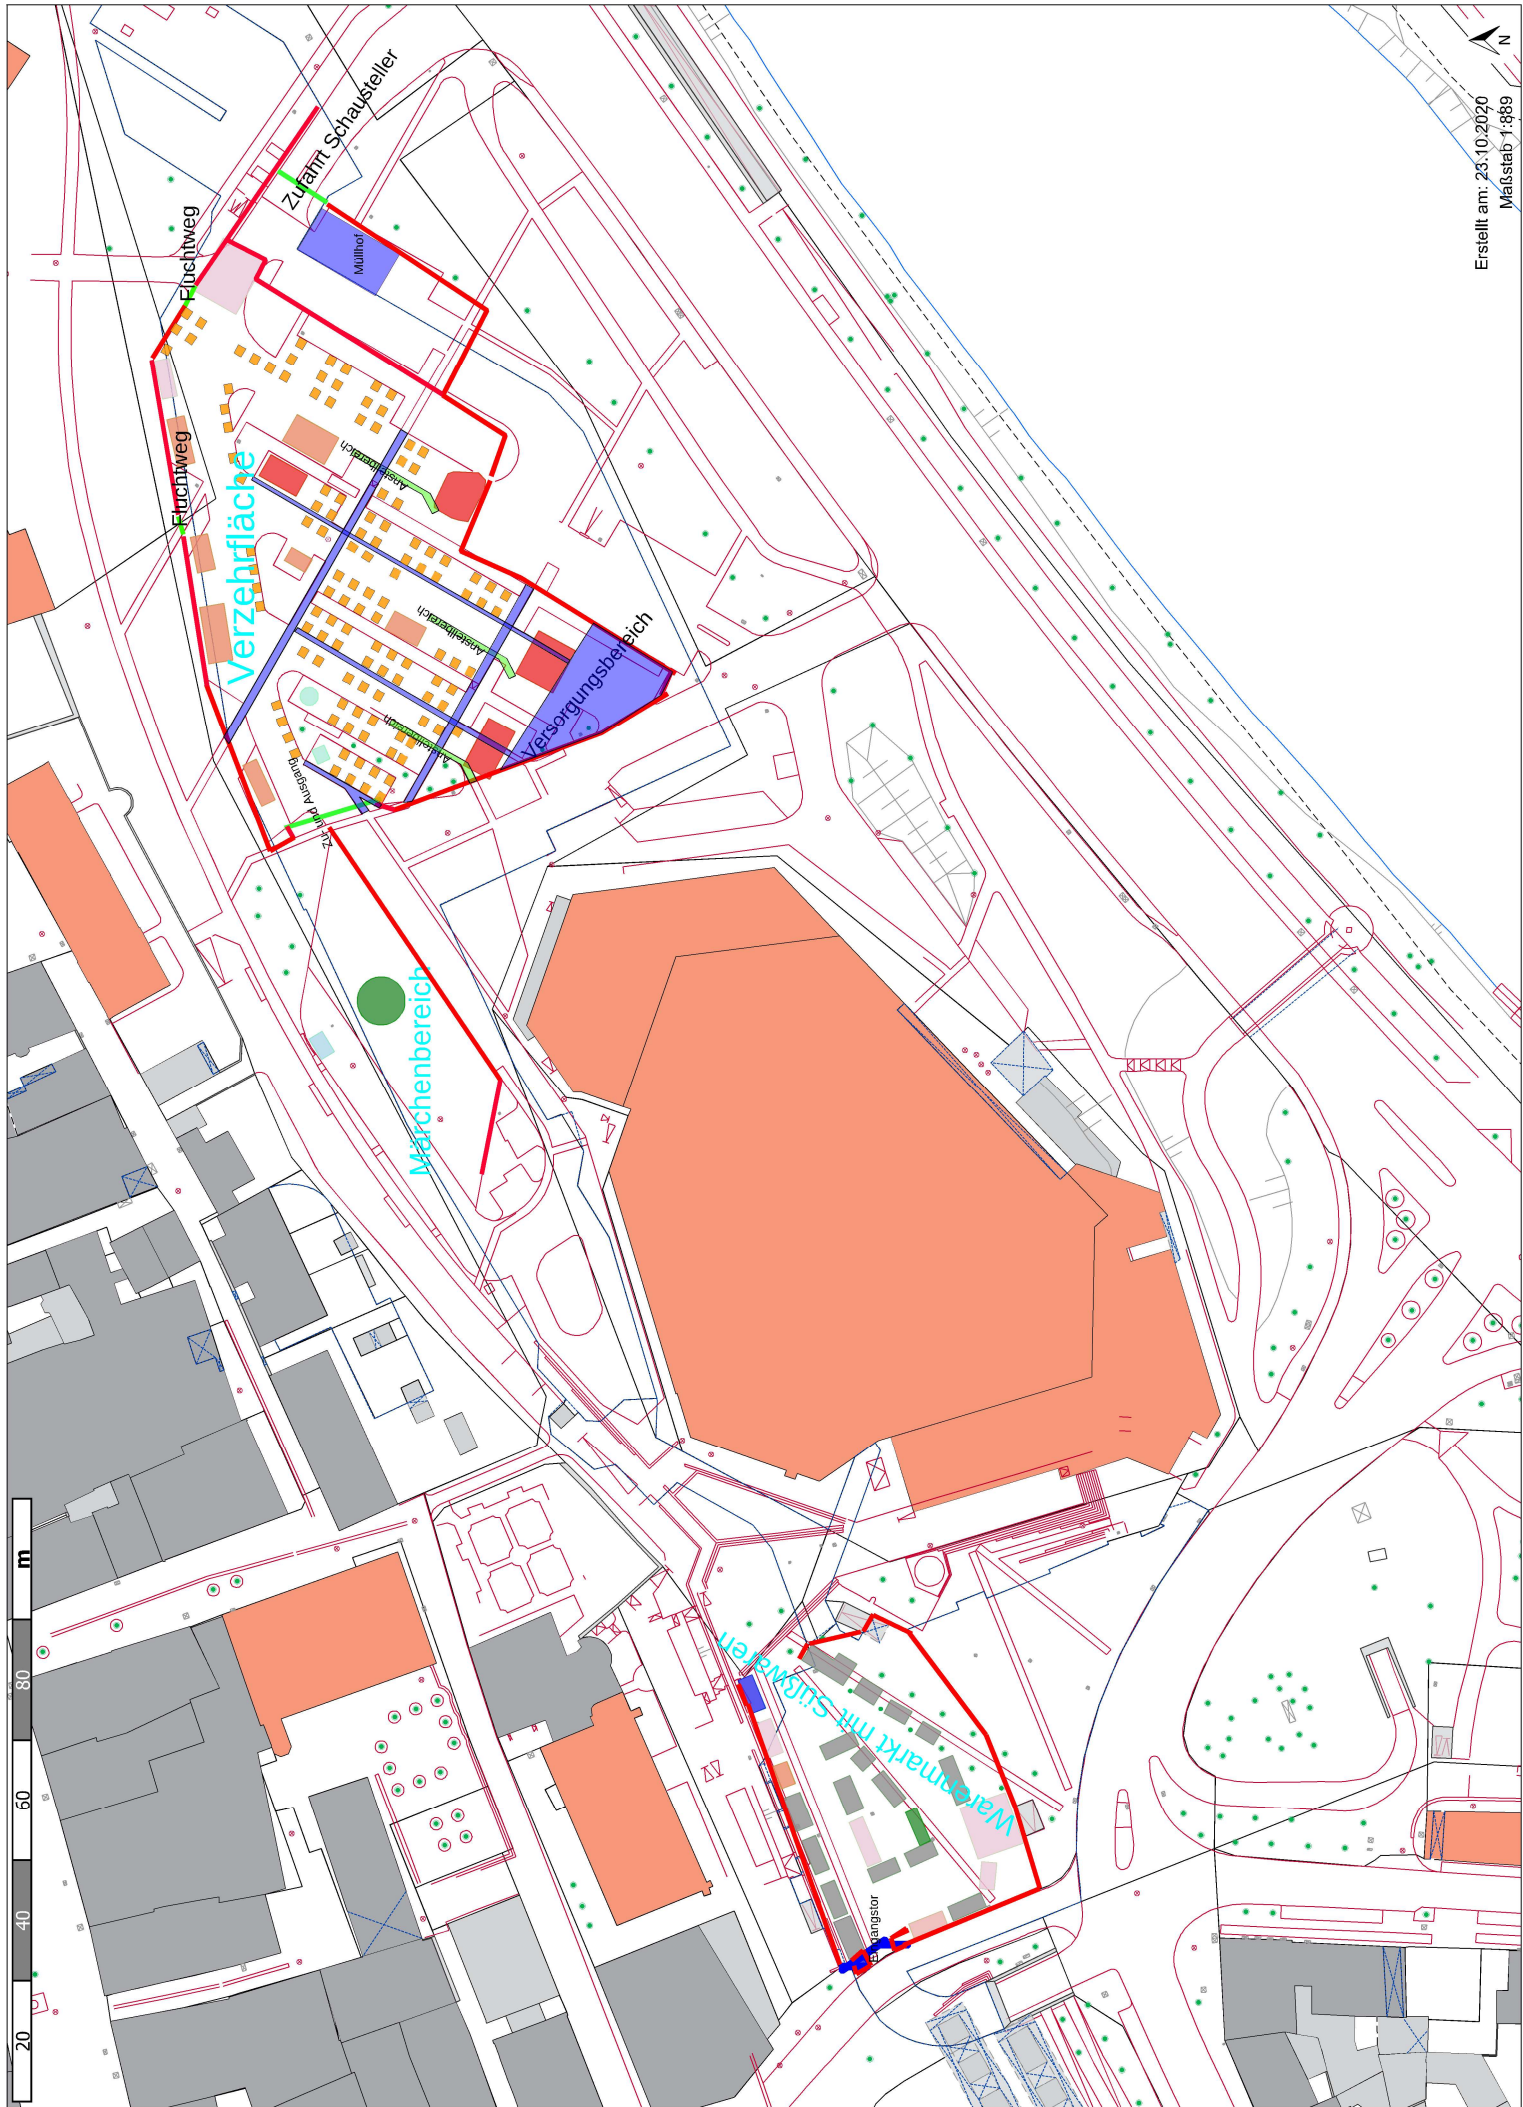 Zufahrt Schausteller
Fluchtweg
Müllhof
Fluchtweg
Verzehrfläche
Anstellbereich
Anstellbereich
Anstellbereich
Versorgungsbereich
Zu- und Ausgang
Märchenbereich
Warenmarkt mit Süßwaren
Eingangstor
20
40
60
80
m
N
Erstellt am: 23.10.2020
Maßstab 1:889